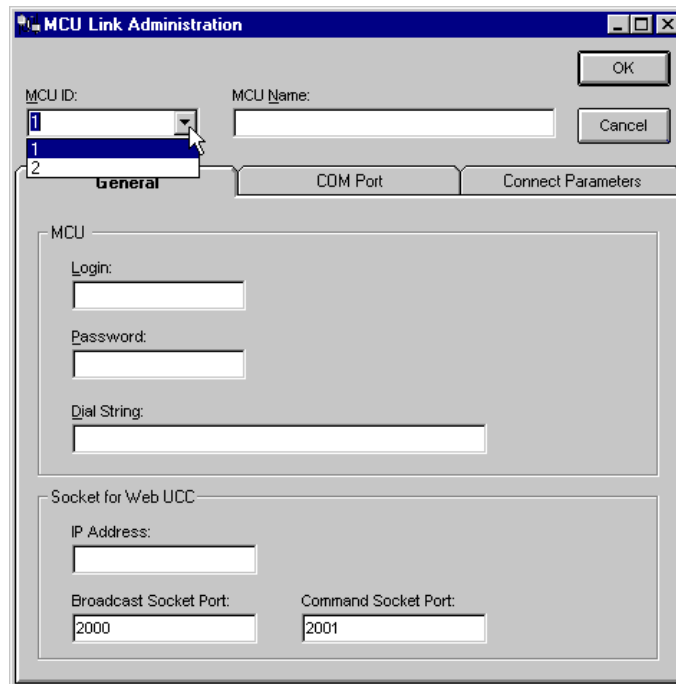 MCU Link Administration
OK
MCU ID:
MCU Name:
1
Cancel
1
2
General
COM Port
Connect Parameters
MCU
Login:
Password:
Dial String:
Socket for Web UCC
IP Address:
Broadcast Socket Port:
Command Socket Port:
2000
2001